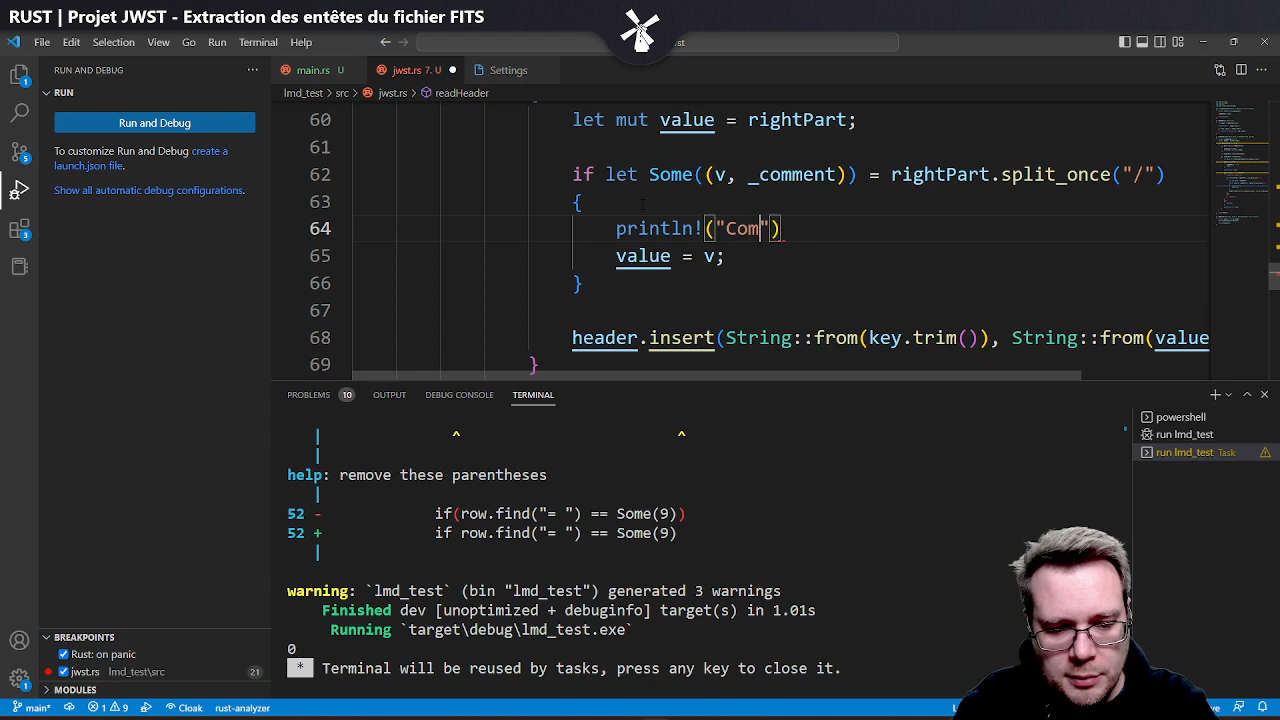 RUST | Projet JWST - Extraction des entêtes du fichier FITS
File Edit Selection View Go Run Terminal Help
st
RUN AND DEBUG
main.rs U
jwst.rs 7, U
Settings
lmd_test > src > jwst.rs > readHeader
RUN
Run and Debug
To customize Run and Debug create a
launch.json file.
Show all automatic debug configurations.
60 let mut value = rightPart;
61
62 if let Some((v, _comment)) = rightPart.split_once("/")
63 {
64 println!("Com")
65 value = v;
66 }
67
68 header.insert(String::from(key.trim()), String::from(value
69 }
PROBLEMS 10 OUTPUT DEBUG CONSOLE TERMINAL
powershell
run lmd_test
run lmd_test Task
| ^ ^
|
help: remove these parentheses
|
52 - if(row.find("= ") == Some(9))
52 + if row.find("= ") == Some(9)
|
warning: `lmd_test` (bin "lmd_test") generated 3 warnings
Finished dev [unoptimized + debuginfo] target(s) in 1.01s
Running `target\debug\lmd_test.exe`
0
* Terminal will be reused by tasks, press any key to close it.
BREAKPOINTS
Rust: on panic
jwst.rs lmd_test\src 21
MODULES
main* 1 9 Cloak rust-analyzer